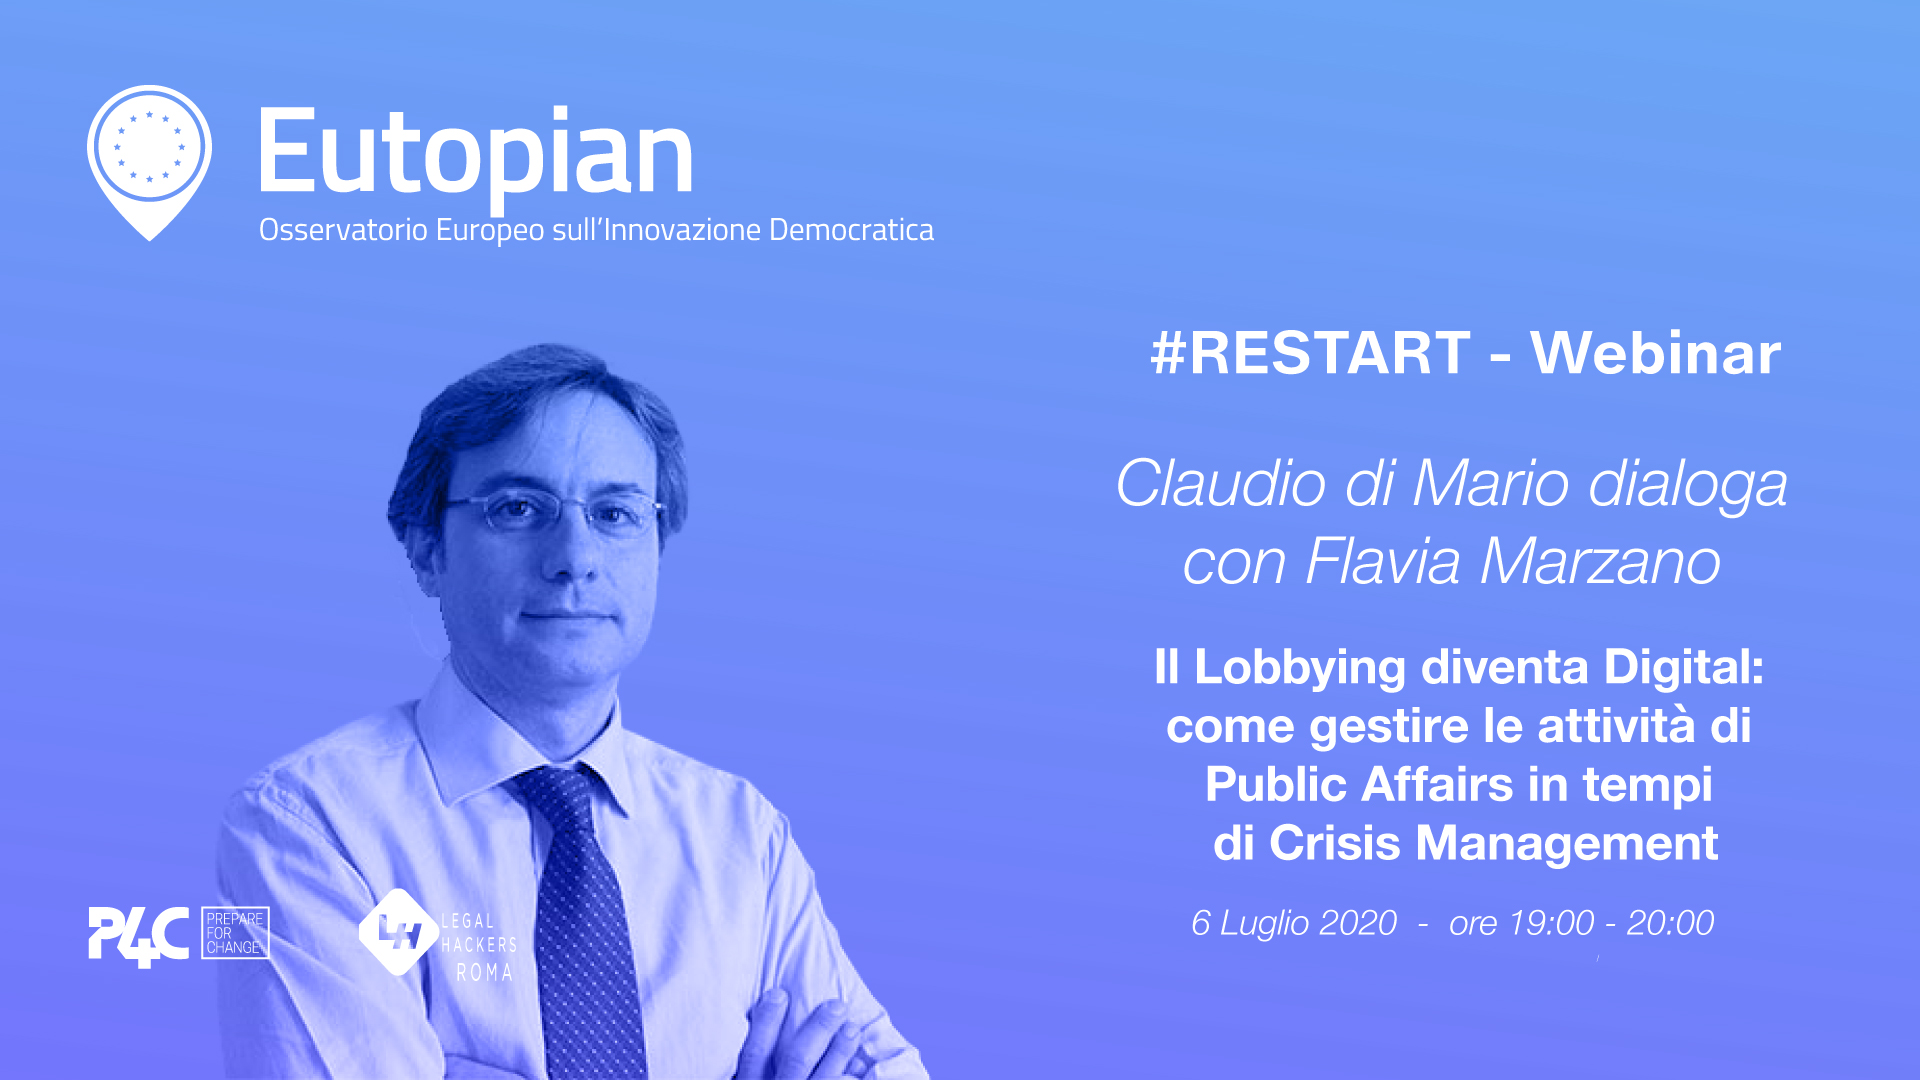 Eutopian
Osservatorio Europeo sull'Innovazione Democratica
#RESTART - Webinar
Claudio di Mario dialoga
con Flavia Marzano
Il Lobbying diventa Digital:
come gestire le attività di
Public Affairs in tempi
di Crisis Management
6 Luglio 2020 - ore 19:00 - 20:00
P4C
PREPARE
FOR
CHANGE
LH
LEGAL
HACKERS
ROMA